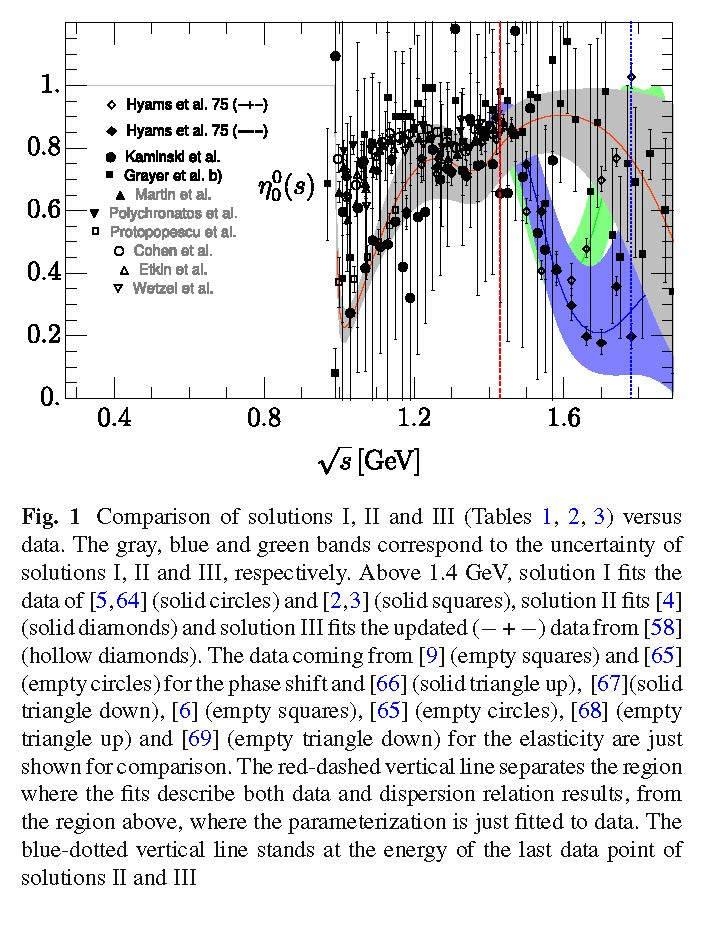 1.
0.8
0.6
0.4
0.2
0.
Hyams et al. 75 (-+-)
Hyams et al. 75 (---)
Kaminski et al.
Grayer et al. b)
Martin et al.
Polychronatos et al.
Protopopescu et al.
Cohen et al.
Etkin et al.
Wetzel et al.
η⁰₀(s)
0.4 0.8 1.2 1.6
√s [GeV]
Fig. 1 Comparison of solutions I, II and III (Tables 1, 2, 3) versus
data. The gray, blue and green bands correspond to the uncertainty of
solutions I, II and III, respectively. Above 1.4 GeV, solution I fits the
data of [5,64] (solid circles) and [2,3] (solid squares), solution II fits [4]
(solid diamonds) and solution III fits the updated (− + −) data from [58]
(hollow diamonds). The data coming from [9] (empty squares) and [65]
(empty circles) for the phase shift and [66] (solid triangle up), [67](solid
triangle down), [6] (empty squares), [65] (empty circles), [68] (empty
triangle up) and [69] (empty triangle down) for the elasticity are just
shown for comparison. The red-dashed vertical line separates the region
where the fits describe both data and dispersion relation results, from
the region above, where the parameterization is just fitted to data. The
blue-dotted vertical line stands at the energy of the last data point of
solutions II and III